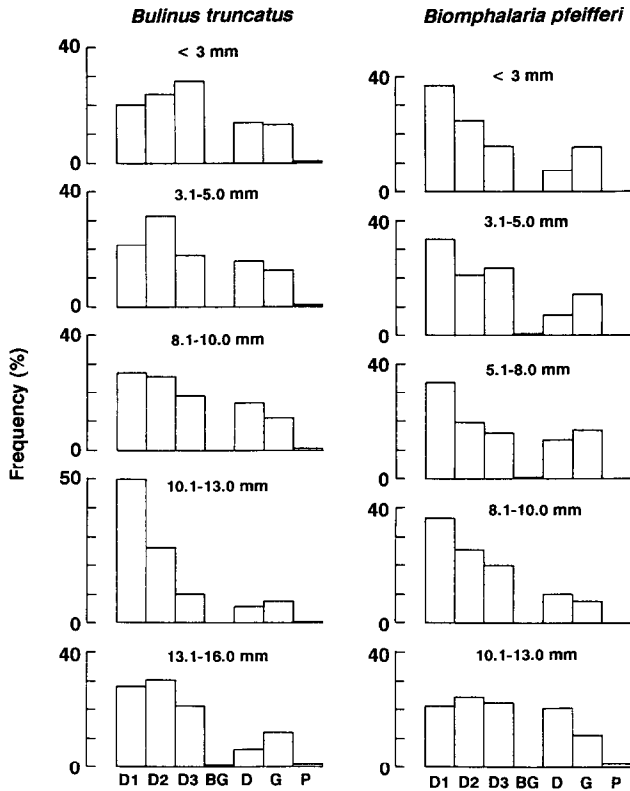 Bulinus truncatus
Biomphalaria pfeifferi
Frequency (%)
< 3 mm
40
0
3.1-5.0 mm
40
0
8.1-10.0 mm
40
0
10.1-13.0 mm
50
0
13.1-16.0 mm
40
0
D1 D2 D3 BG D G P
< 3 mm
40
0
3.1-5.0 mm
40
0
5.1-8.0 mm
40
0
8.1-10.0 mm
40
0
10.1-13.0 mm
40
0
D1 D2 D3 BG D G P